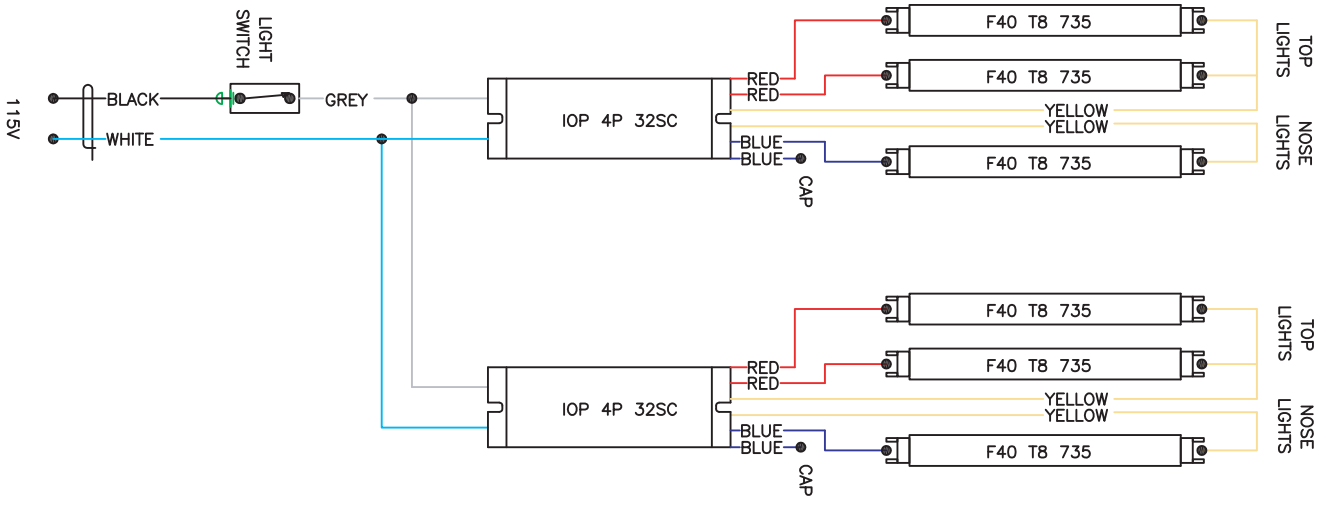 115V
BLACK
WHITE
LIGHT
SWITCH
GREY
IOP 4P 32SC
RED
RED
YELLOW
YELLOW
BLUE
BLUE
CAP
F40 T8 735
F40 T8 735
F40 T8 735
TOP
LIGHTS
NOSE
LIGHTS
IOP 4P 32SC
RED
RED
YELLOW
YELLOW
BLUE
BLUE
CAP
F40 T8 735
F40 T8 735
F40 T8 735
TOP
LIGHTS
NOSE
LIGHTS